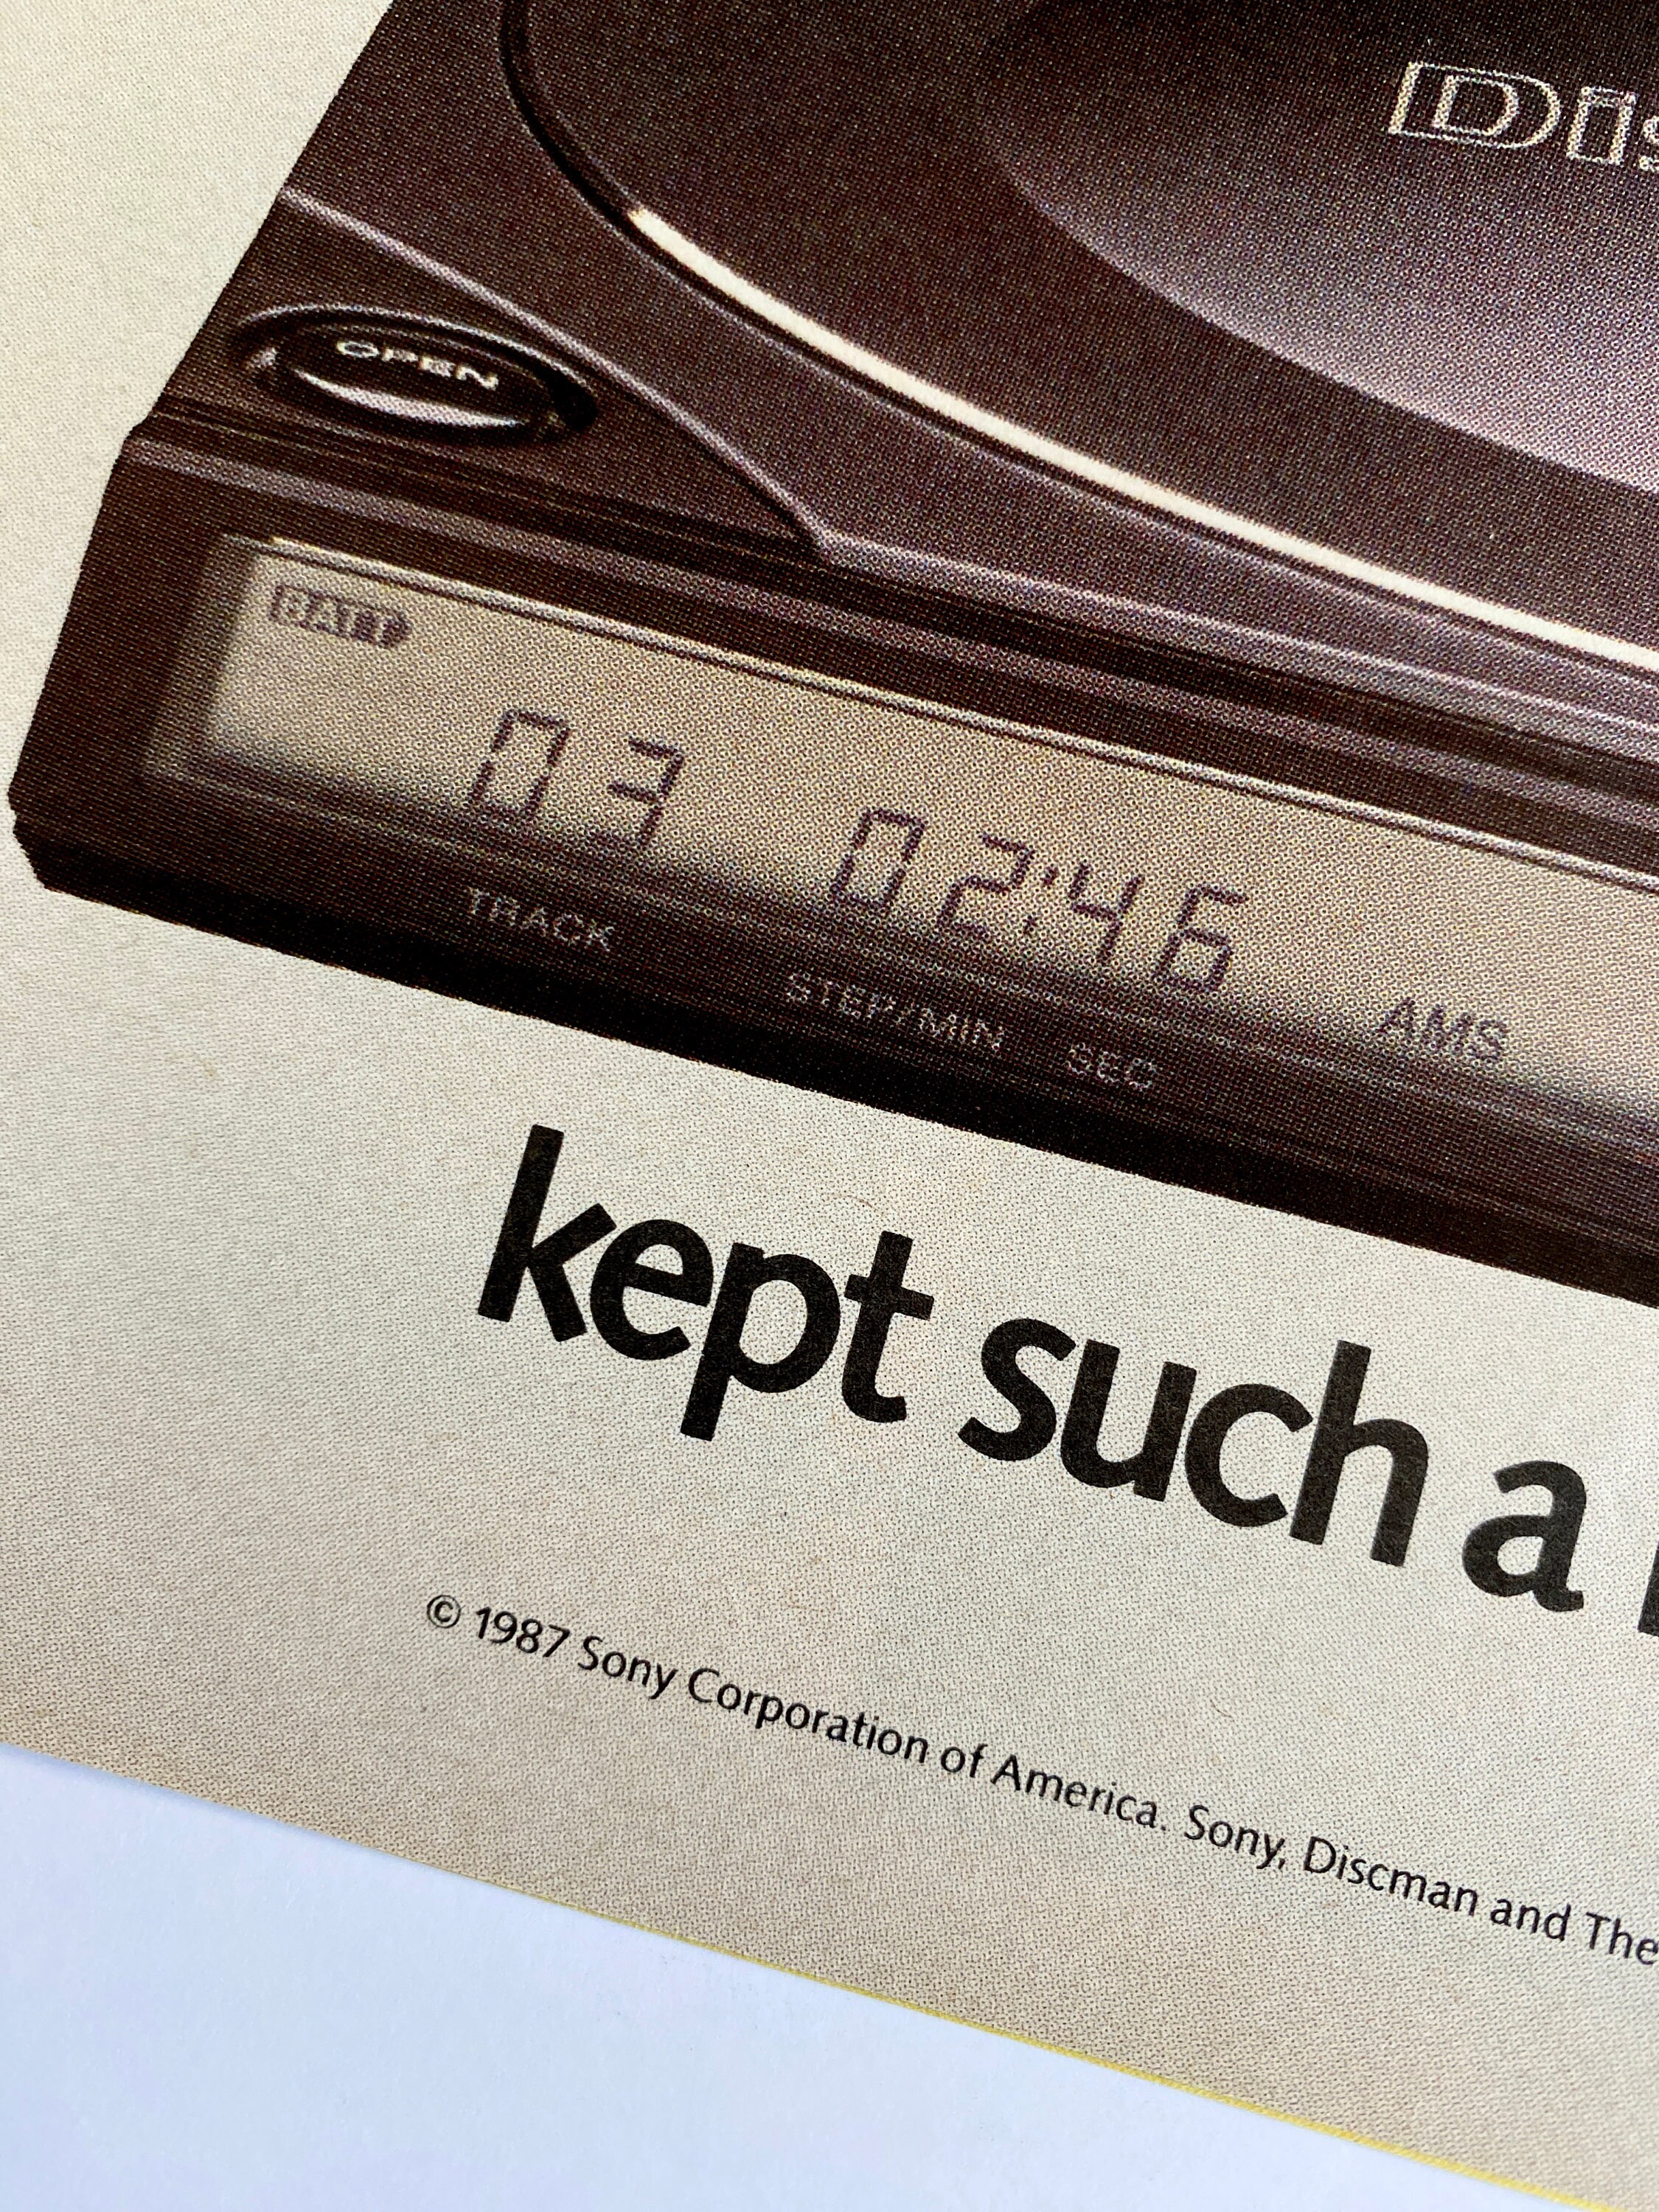 Dis
OPEN
BATT
03 02:46
AMS
TRACK
STEP/MIN SEC
kept such a
© 1987 Sony Corporation of America. Sony, Discman and The